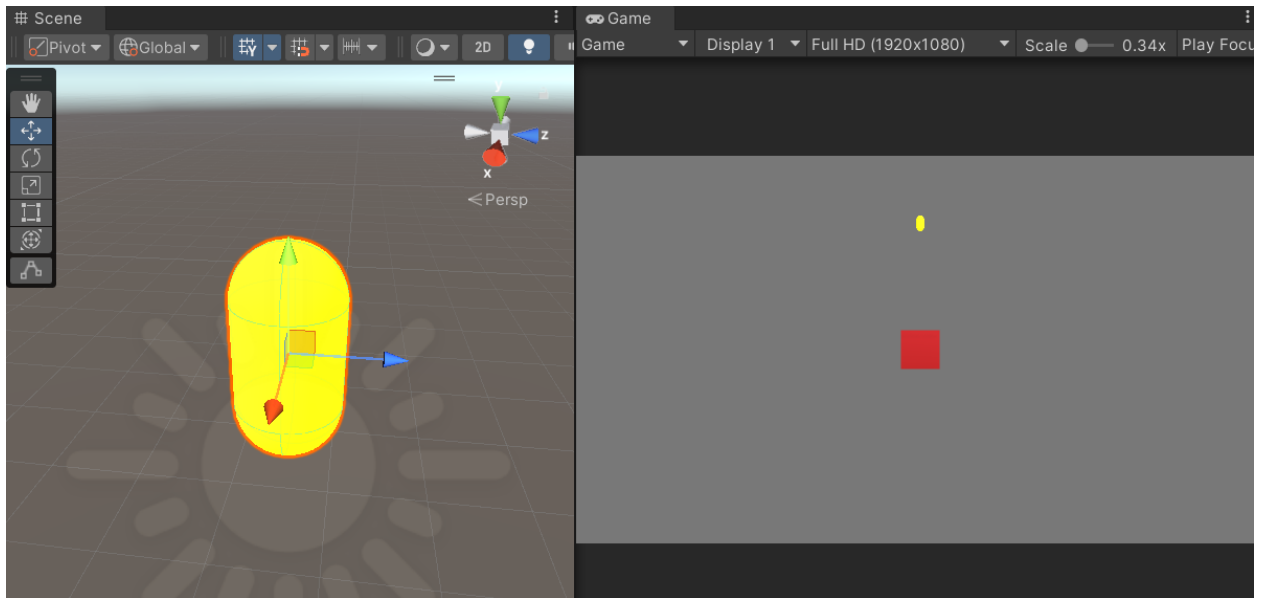 Scene
Game
Pivot
Global
2D
Game
Display 1
Full HD (1920x1080)
Scale
0.34x
Play Focu
y
z
x
Persp